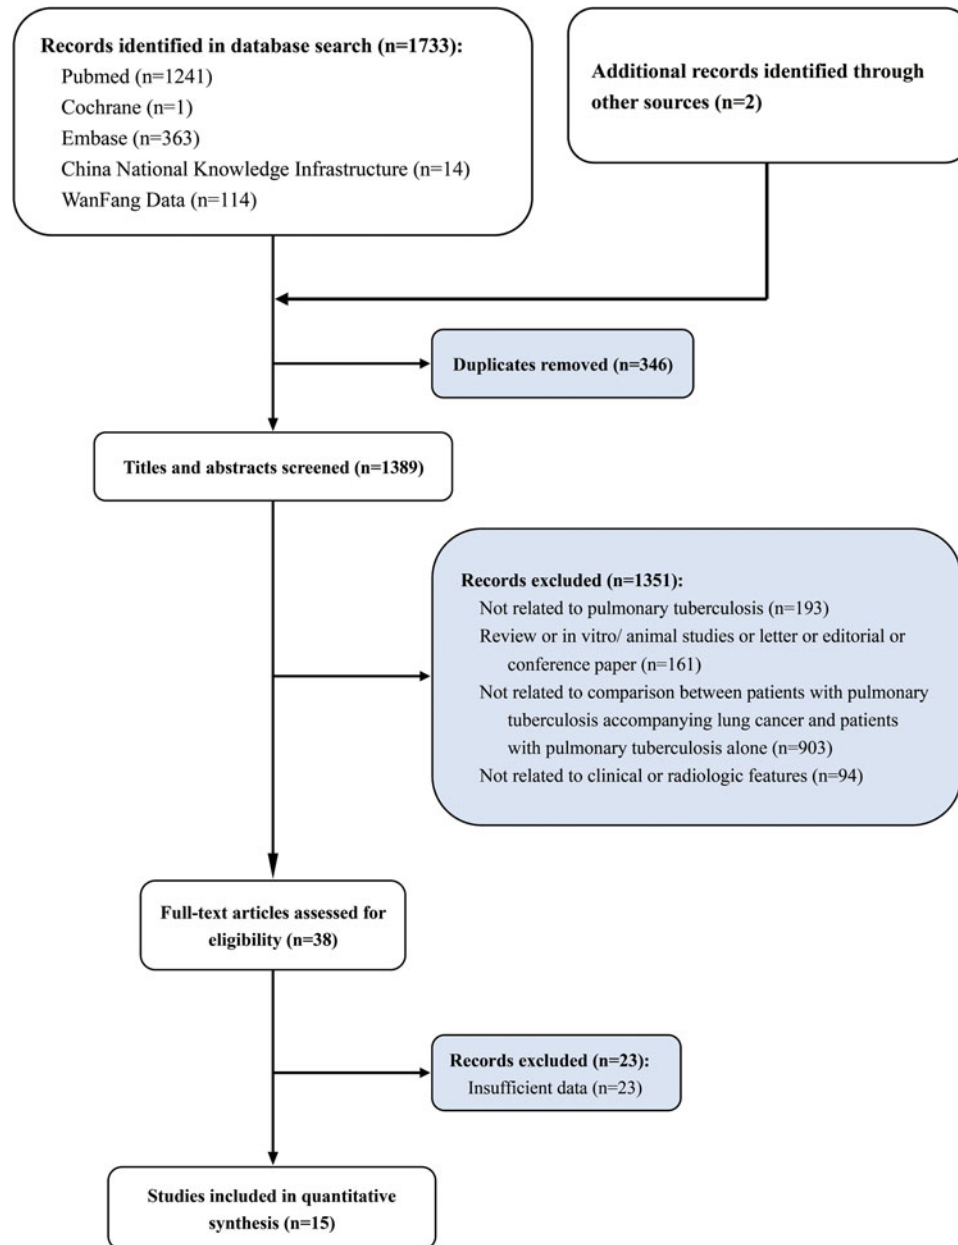 Records identified in database search (n=1733):
Pubmed (n=1241)
Cochrane (n=1)
Embase (n=363)
China National Knowledge Infrastructure (n=14)
WanFang Data (n=114)
Additional records identified through
other sources (n=2)
Duplicates removed (n=346)
Titles and abstracts screened (n=1389)
Records excluded (n=1351):
Not related to pulmonary tuberculosis (n=193)
Review or in vitro/ animal studies or letter or editorial or
conference paper (n=161)
Not related to comparison between patients with pulmonary
tuberculosis accompanying lung cancer and patients
with pulmonary tuberculosis alone (n=903)
Not related to clinical or radiologic features (n=94)
Full-text articles assessed for
eligibility (n=38)
Records excluded (n=23):
Insufficient data (n=23)
Studies included in quantitative
synthesis (n=15)